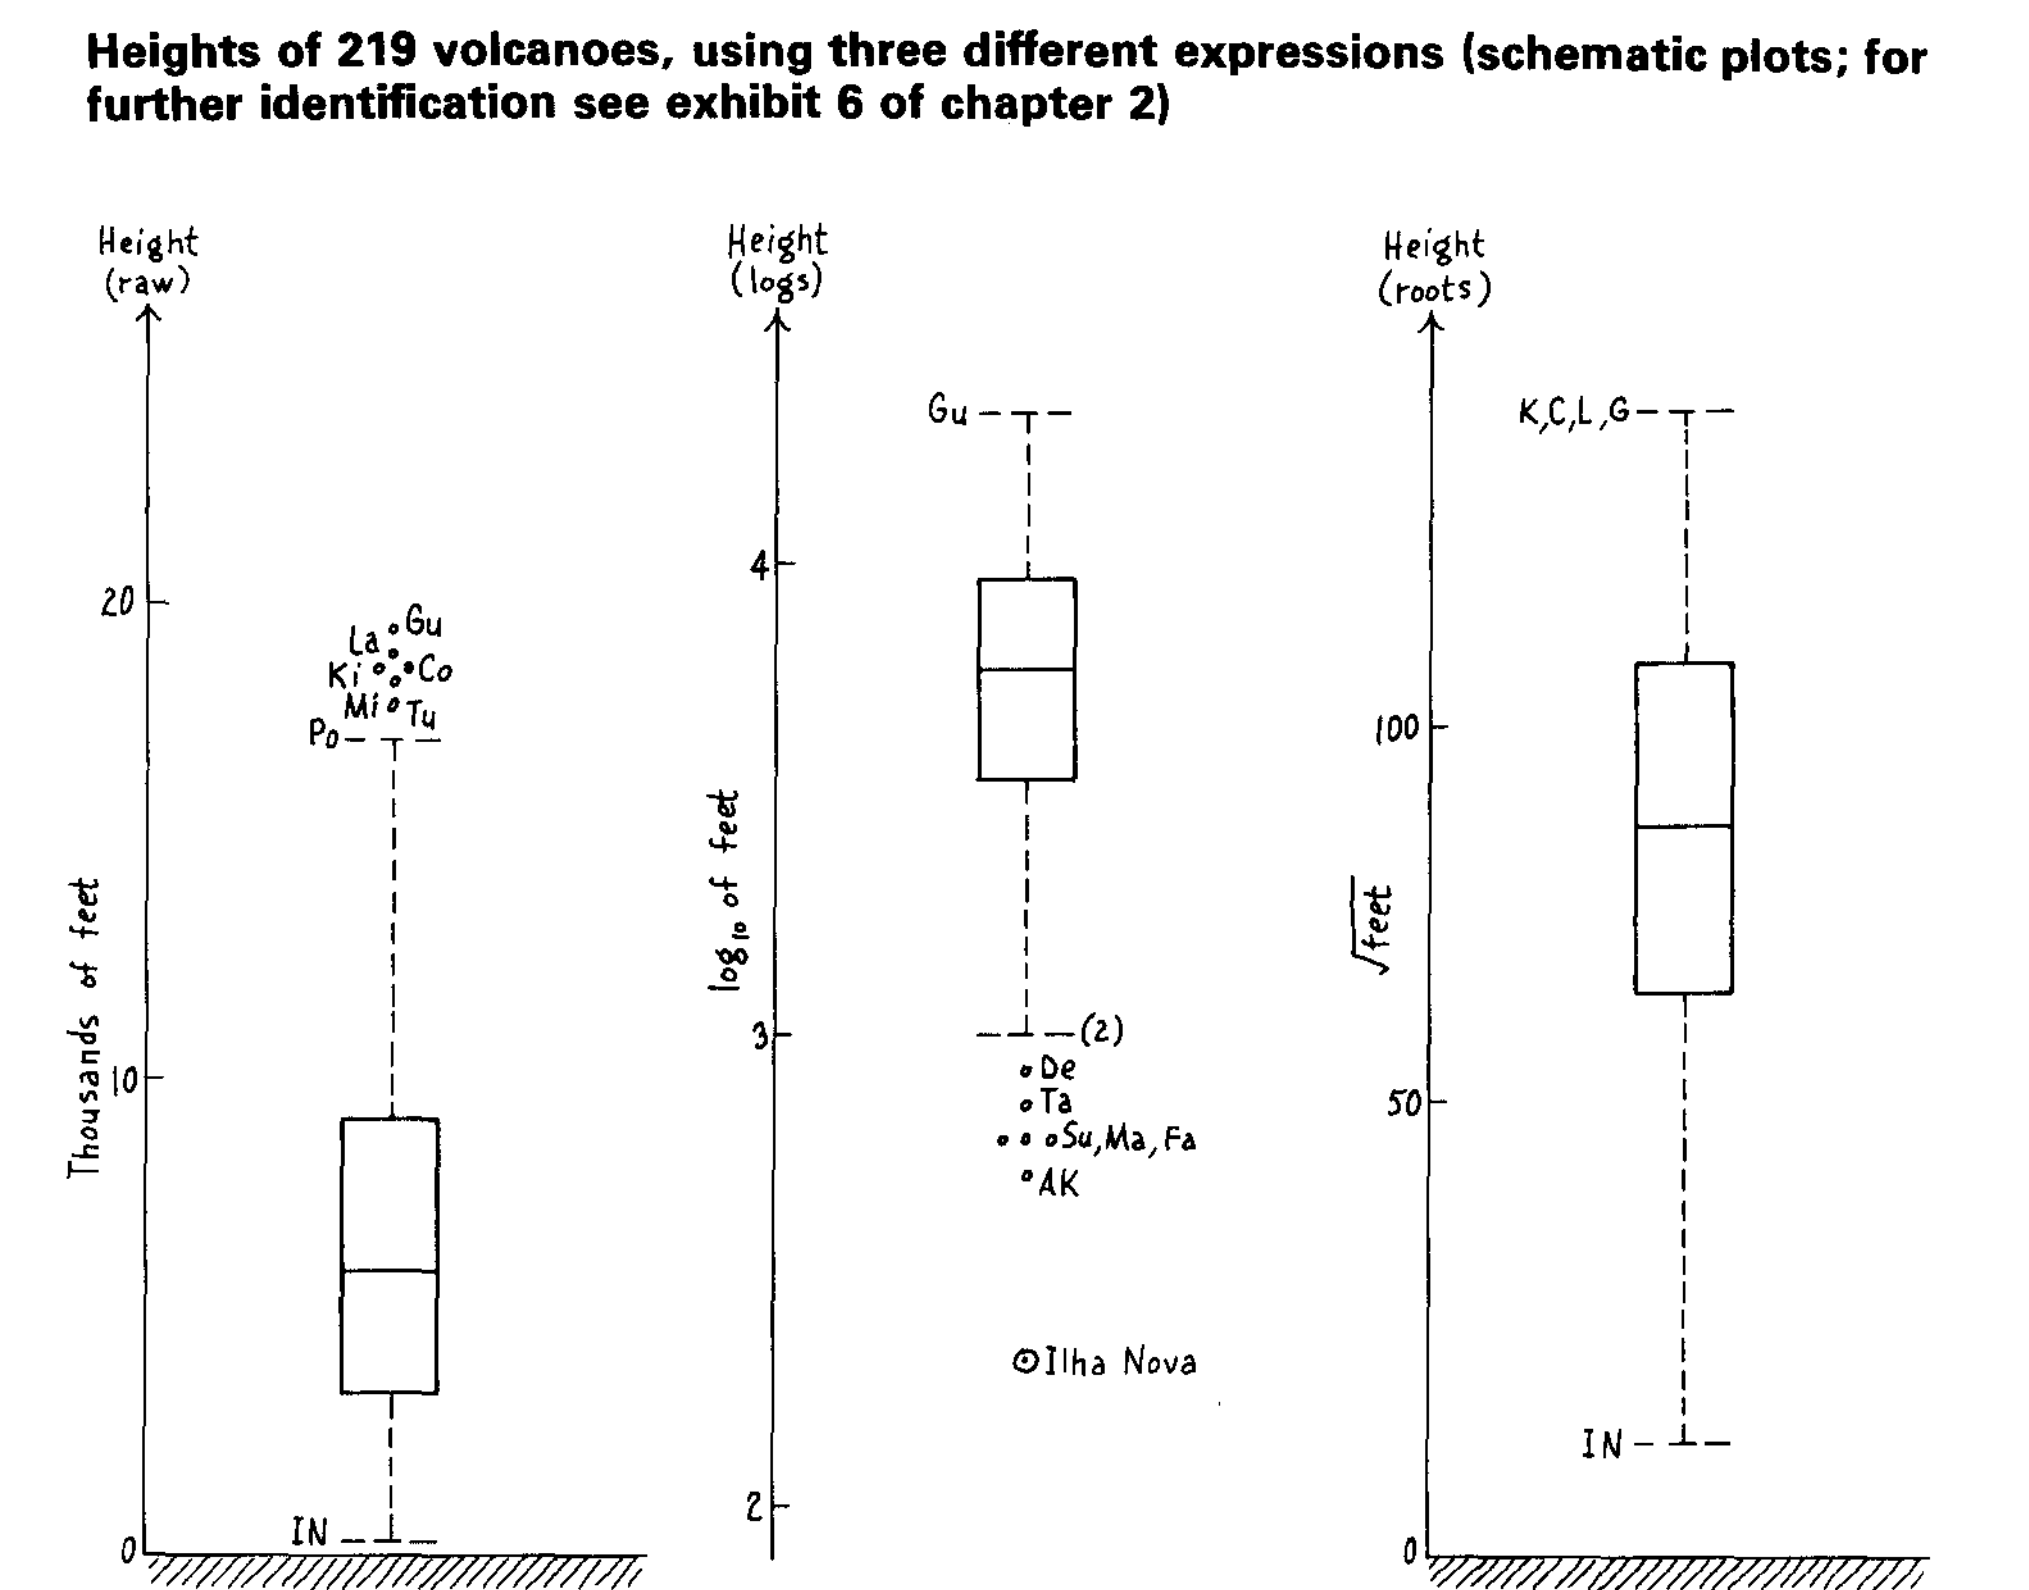 Heights of 219 volcanoes, using three different expressions (schematic plots; for
further identification see exhibit 6 of chapter 2)
Height
(raw)
20
10
0
Thousands of feet
Gu
La
Ki
Co
Mi
Tu
Po
IN
Height
(logs)
4
3
2
log₁₀ of feet
Gu
(2)
De
Ta
Su, Ma, Fa
AK
Ilha Nova
Height
(roots)
100
50
0
√feet
K,C,L,G
IN